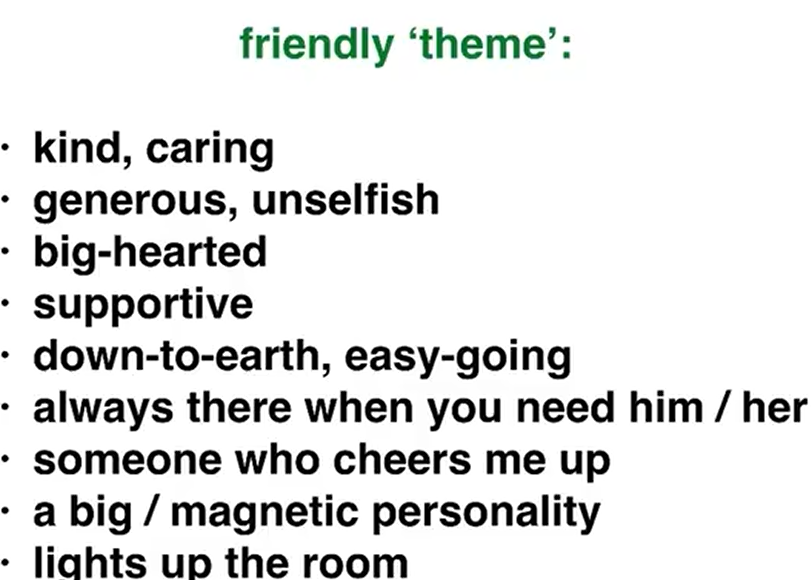 friendly ‘theme’:
· kind, caring
· generous, unselfish
· big-hearted
· supportive
· down-to-earth, easy-going
· always there when you need him / her
· someone who cheers me up
· a big / magnetic personality
· lights up the room